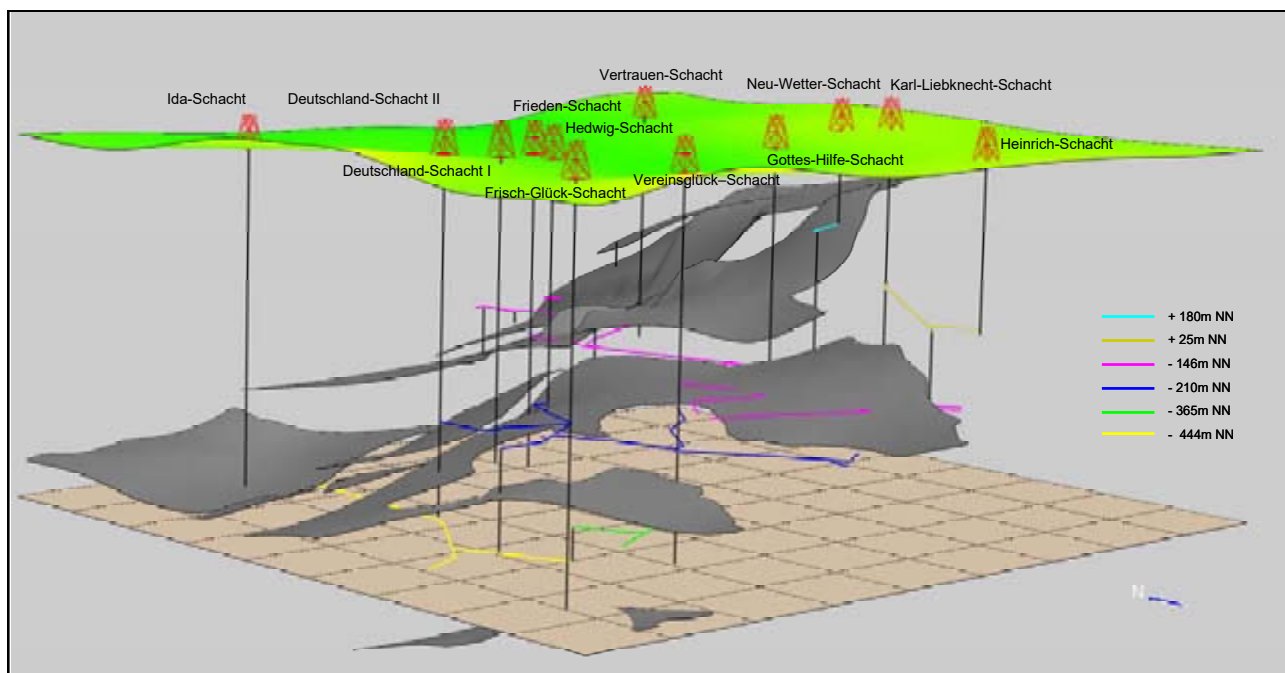 Vertrauen-Schacht
Neu-Wetter-Schacht
Karl-Liebknecht-Schacht
Ida-Schacht
Deutschland-Schacht II
Frieden-Schacht
Hedwig-Schacht
Heinrich-Schacht
Gottes-Hilfe-Schacht
Deutschland-Schacht I
Vereinsglück–Schacht
Frisch-Glück-Schacht
+ 180m NN
+ 25m NN
- 146m NN
- 210m NN
- 365m NN
- 444m NN
N